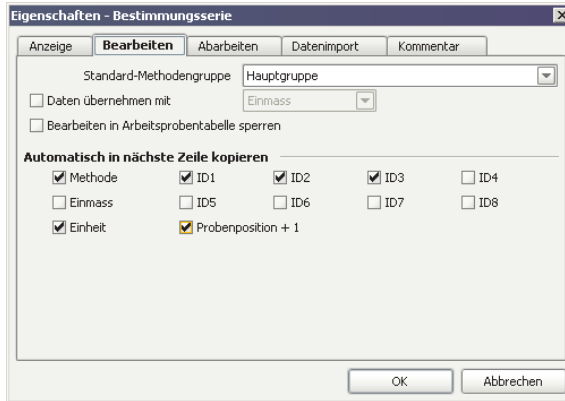 Eigenschaften - Bestimmungsserie
Anzeige Bearbeiten Abarbeiten Datenimport Kommentar
Standard-Methodengruppe Hauptgruppe
Daten übernehmen mit Einmass
Bearbeiten in Arbeitsprobentabelle sperren
Automatisch in nächste Zeile kopieren
Methode ID1 ID2 ID3 ID4
Einmass ID5 ID6 ID7 ID8
Einheit Probenposition + 1
OK Abbrechen